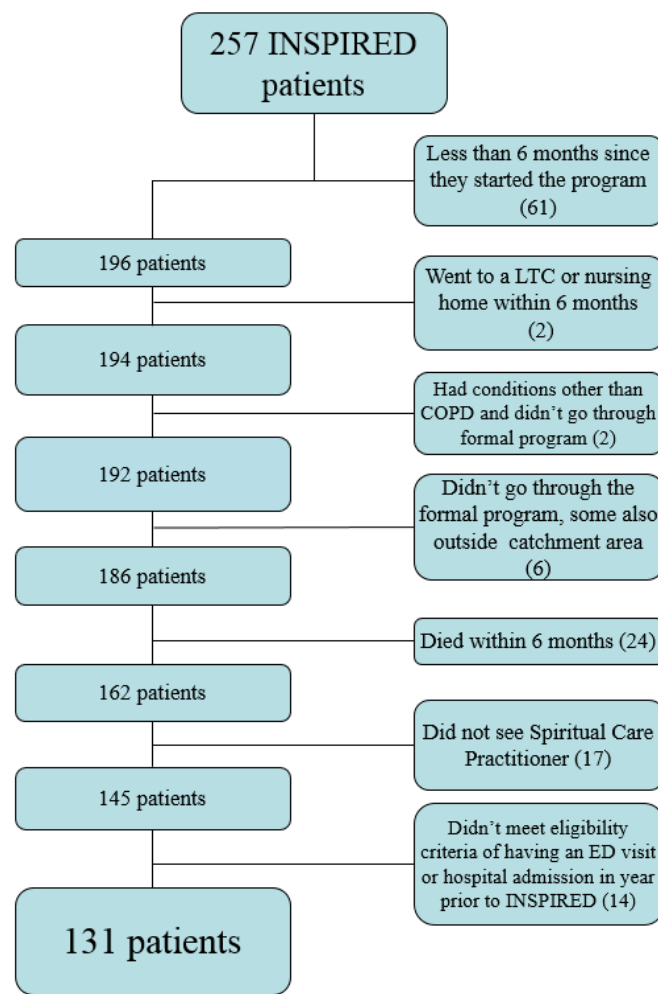 257 INSPIRED
patients
Less than 6 months since
they started the program
(61)
196 patients
Went to a LTC or nursing
home within 6 months
(2)
194 patients
Had conditions other than
COPD and didn’t go through
formal program (2)
192 patients
Didn’t go through the
formal program, some also
outside catchment area
(6)
186 patients
Died within 6 months (24)
162 patients
Did not see Spiritual Care
Practitioner (17)
145 patients
Didn’t meet eligibility
criteria of having an ED visit
or hospital admission in year
prior to INSPIRED (14)
131 patients